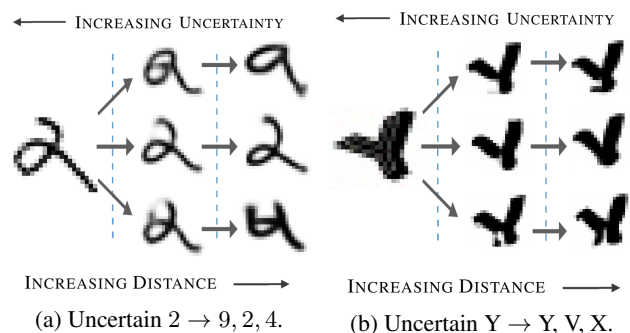 INCREASING UNCERTAINTY
INCREASING DISTANCE
(a) Uncertain 2 → 9, 2, 4.
INCREASING UNCERTAINTY
INCREASING DISTANCE
(b) Uncertain Y → Y, V, X.